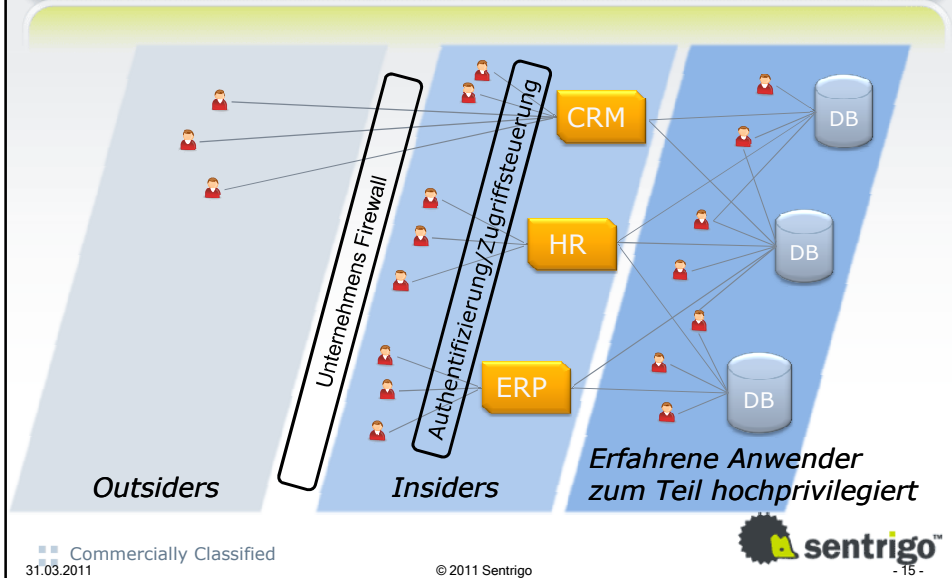 CRM
DB
Unternehmens Firewall
Authentifizierung/Zugriffsteuerung
HR
DB
ERP
DB
Outsiders
Insiders
Erfahrene Anwender
zum Teil hochprivilegiert
Commercially Classified
sentrigo™
31.03.2011
© 2011 Sentrigo
- 15 -